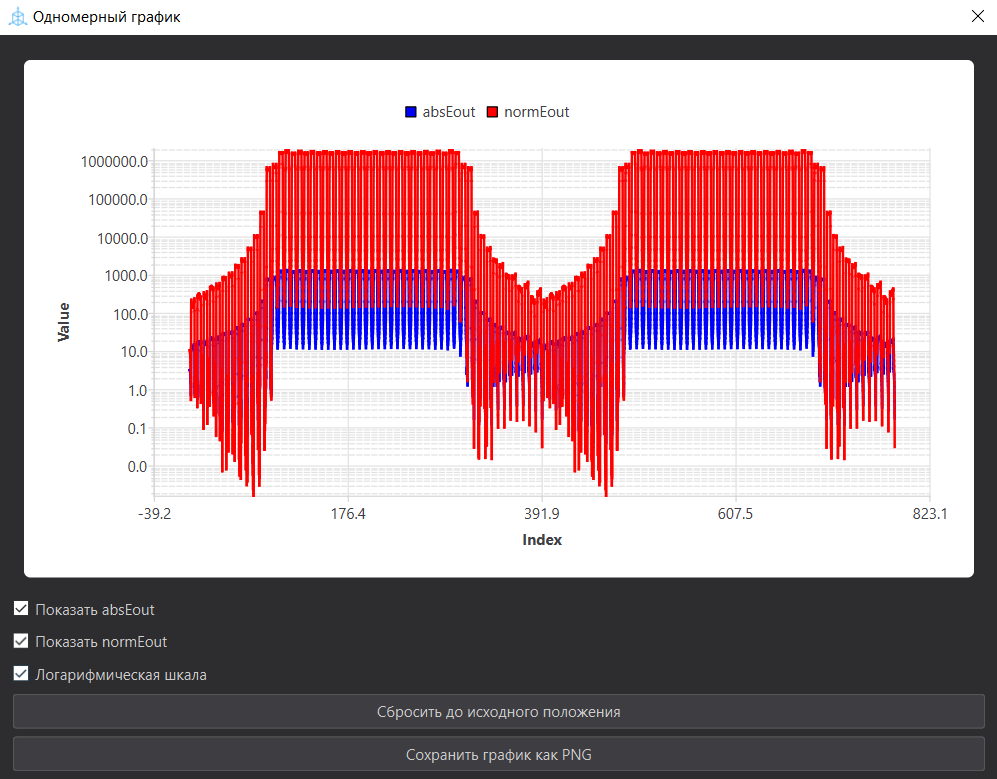 Одномерный график
absEout normEout
1000000.0
100000.0
10000.0
1000.0
100.0
10.0
1.0
0.1
0.0
Value
-39.2 176.4 391.9 607.5 823.1
Index
Показать absEout
Показать normEout
Логарифмическая шкала
Сбросить до исходного положения
Сохранить график как PNG